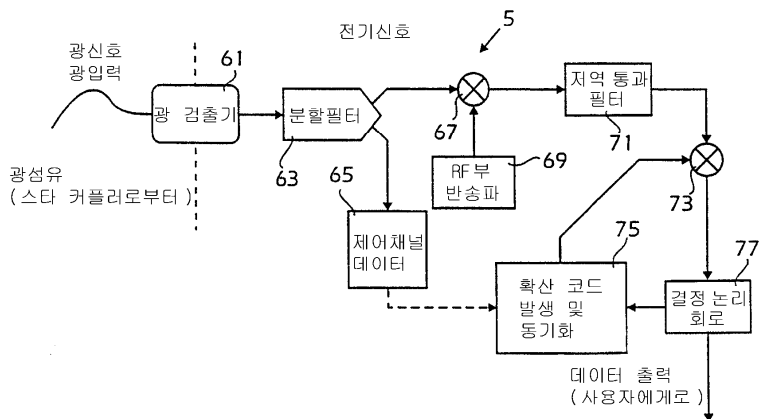 전기신호
5
광신호
광입력
61
광 검출기
분할필터
63
67
지역 통과
필터
71
RF부
반송파
69
73
광섬유
(스타 커플러로부터)
65
제어채널
데이터
75
확산 코드
발생 및
동기화
77
결정 논리
회로
데이터 출력
(사용자에게로)